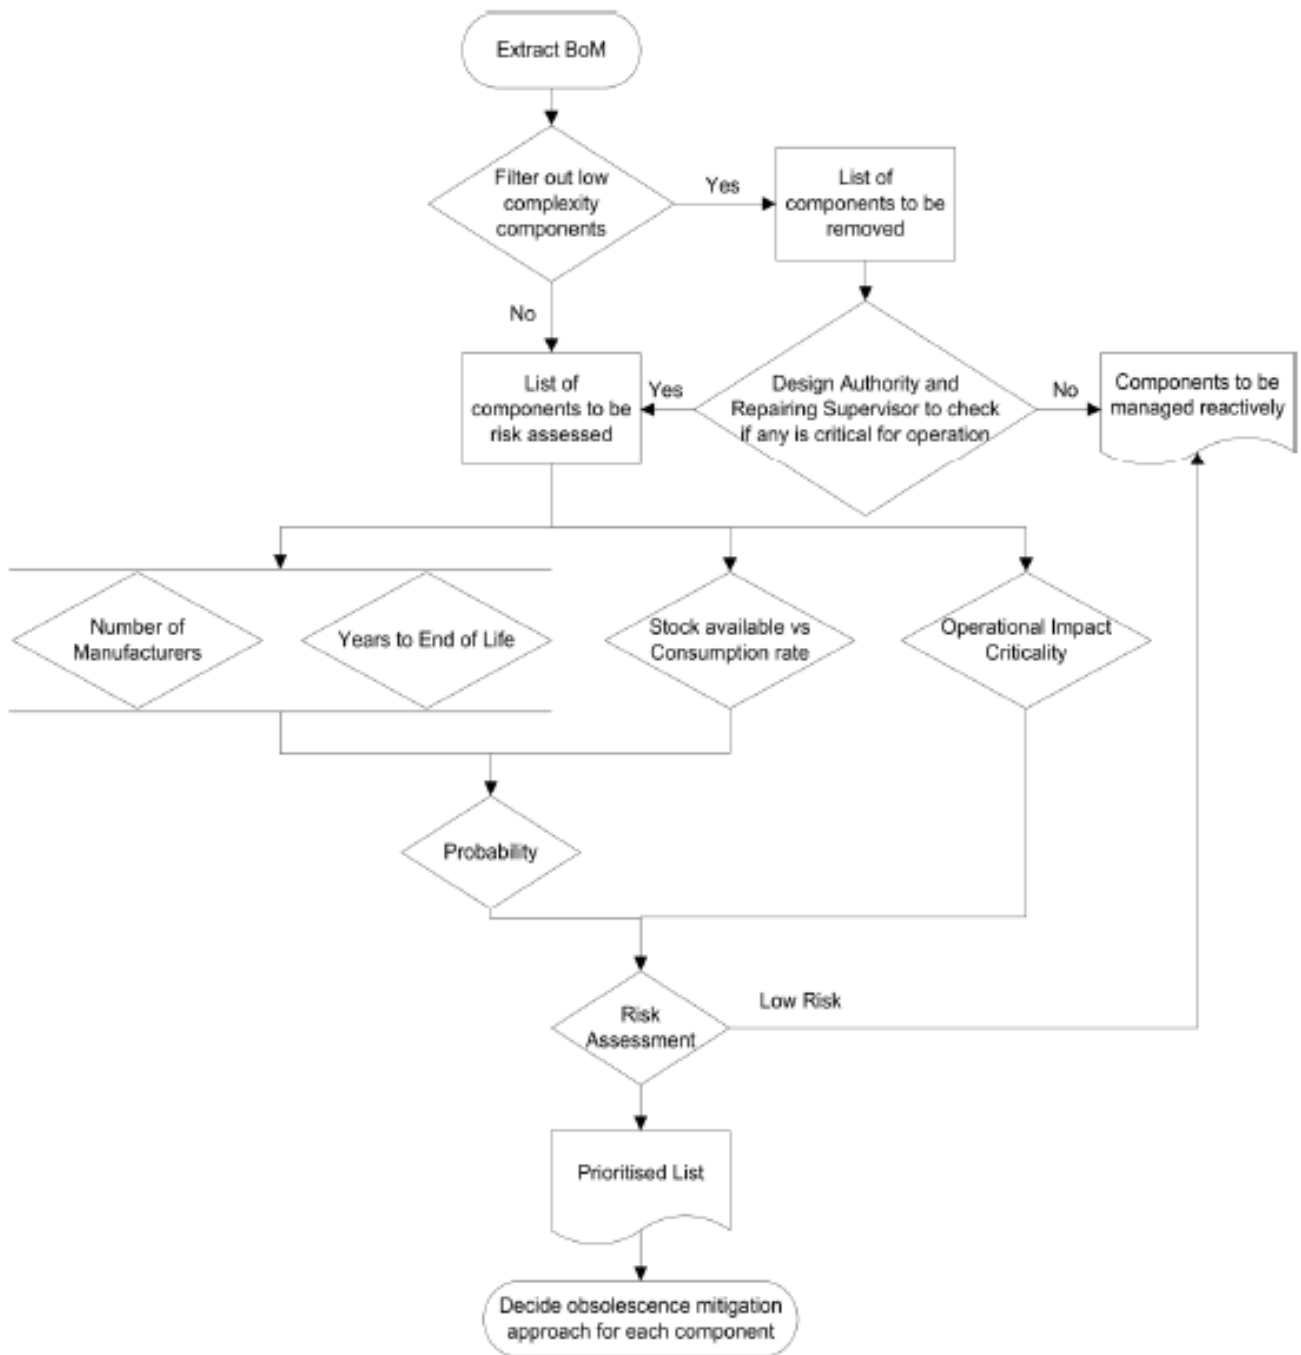 Extract BoM
Filter out low
complexity
components
Yes
List of
components to be
removed
No
List of
components to be
risk assessed
Yes
Design Authority and
Repairing Supervisor to check
if any is critical for operation
No
Components to be
managed reactively
Number of
Manufacturers
Years to End of Life
Stock available vs
Consumption rate
Operational Impact
Criticality
Probability
Risk
Assessment
Low Risk
Prioritised List
Decide obsolescence mitigation
approach for each component